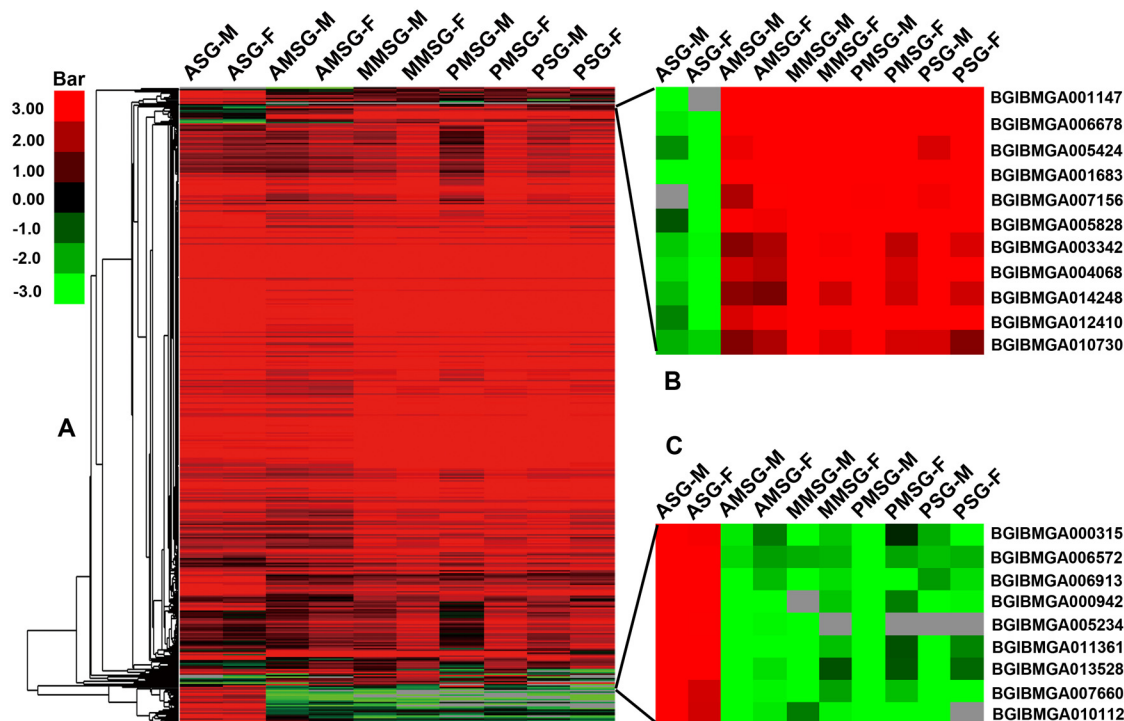 ASG-M ASG-F AMSG-M AMSG-F MMSG-M MMSG-F PMSG-M PMSG-F PSG-M PSG-F
Bar
3.00
2.00
1.00
0.00
-1.0
-2.0
-3.0
A
ASG-M ASG-F AMSG-M AMSG-F MMSG-M MMSG-F PMSG-M PMSG-F PSG-M PSG-F
BGIBMGA001147
BGIBMGA006678
BGIBMGA005424
BGIBMGA001683
BGIBMGA007156
BGIBMGA005828
BGIBMGA003342
BGIBMGA004068
BGIBMGA014248
BGIBMGA012410
BGIBMGA010730
B
C
ASG-M ASG-F AMSG-M AMSG-F MMSG-M MMSG-F PMSG-M PMSG-F PSG-M PSG-F
BGIBMGA000315
BGIBMGA006572
BGIBMGA006913
BGIBMGA000942
BGIBMGA005234
BGIBMGA011361
BGIBMGA013528
BGIBMGA007660
BGIBMGA010112